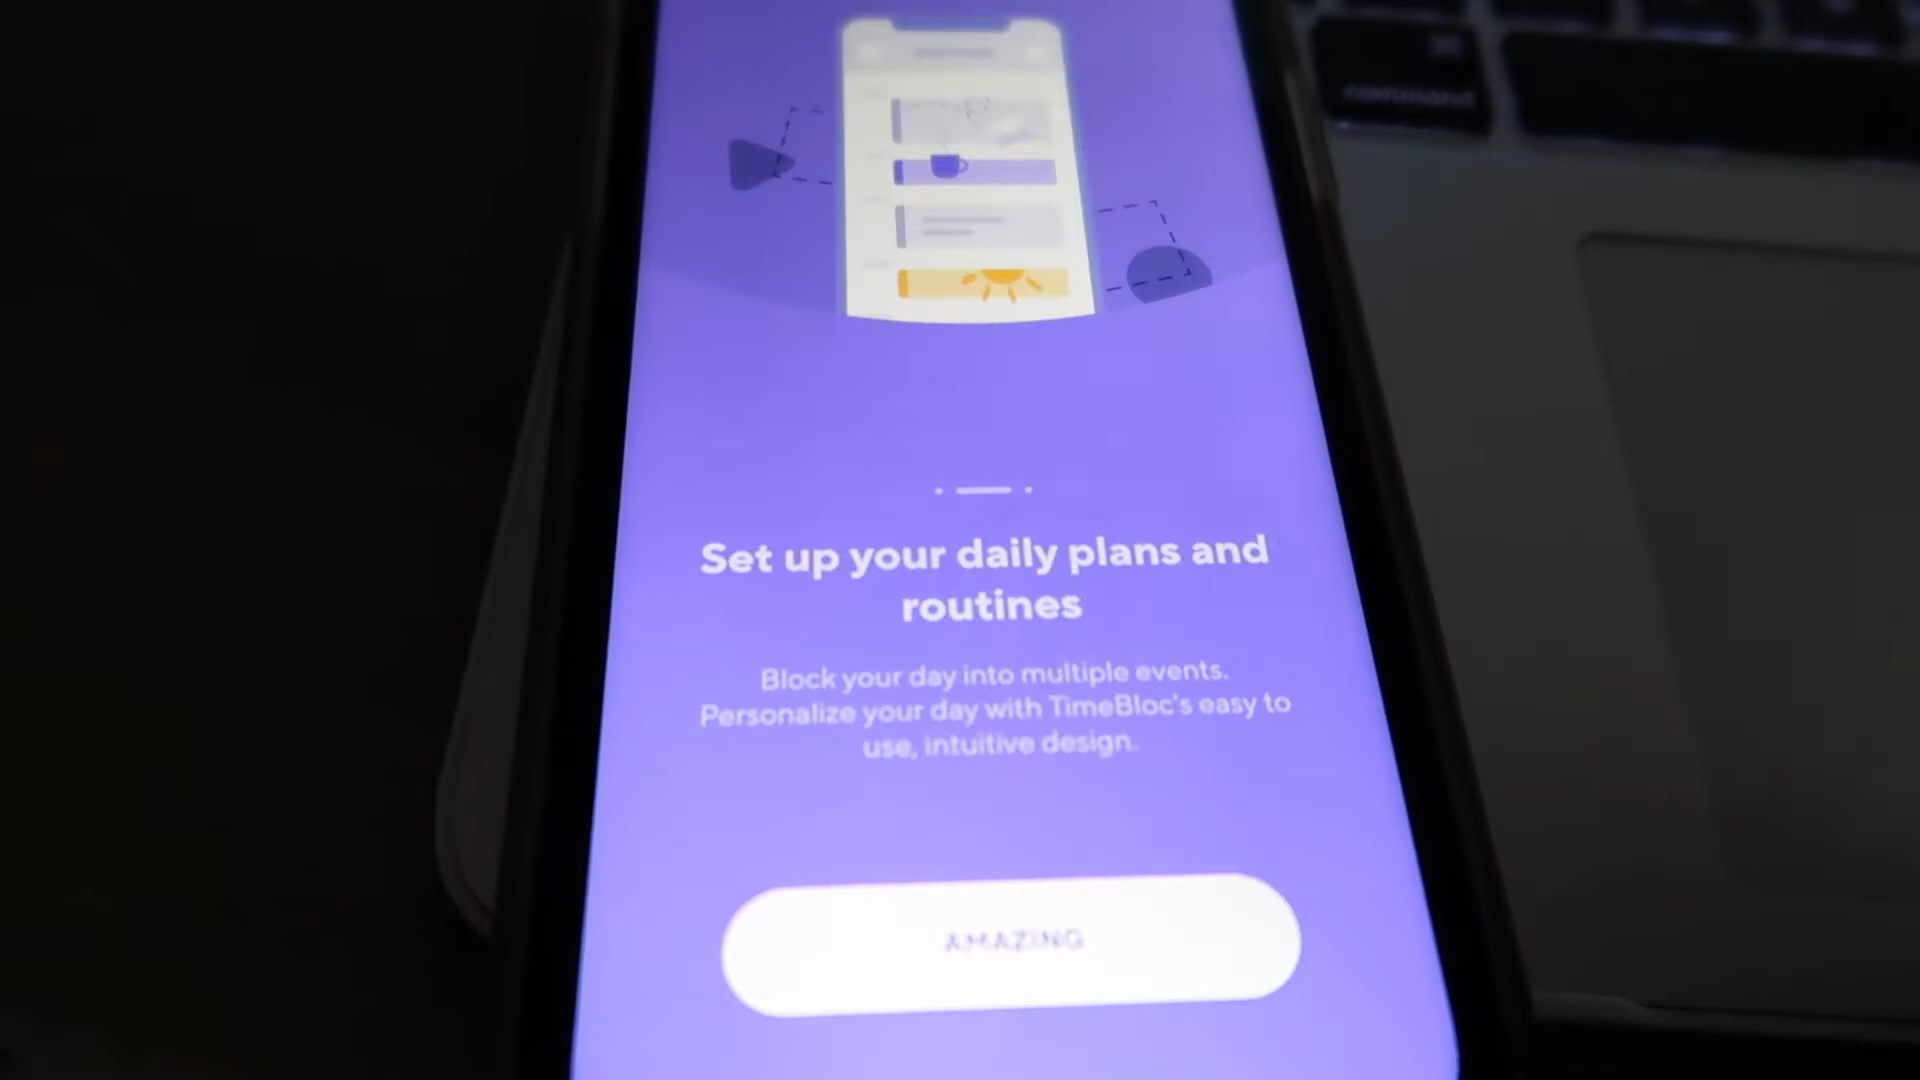 command
Set up your daily plans and
routines
Block your day into multiple events.
Personalize your day with TimeBloc's easy to
use, intuitive design.
AMAZING